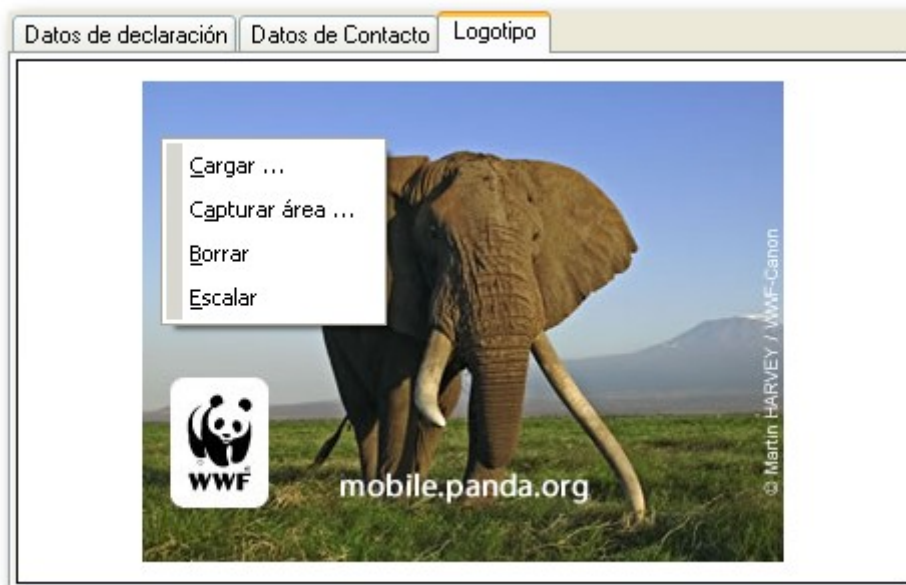 Datos de declaración
Datos de Contacto
Logotipo
Cargar ...
Capturar área ...
Borrar
Escalar
© Martin HARVEY / WWF-Canon
WWF
mobile.panda.org